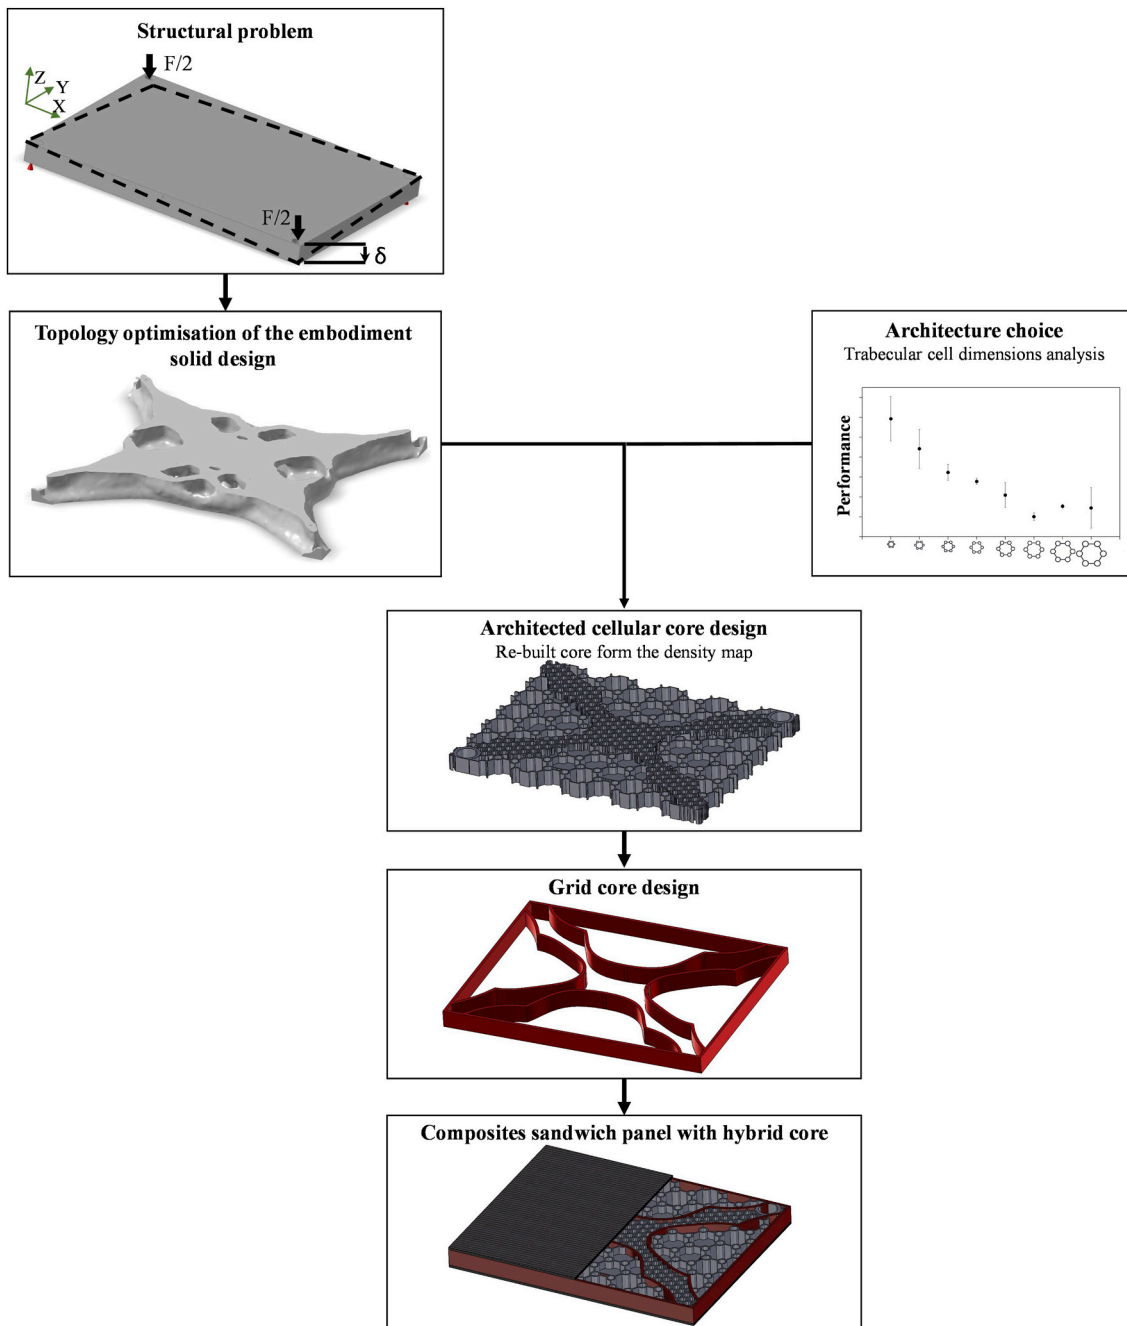 Structural problem
F/2
Z
Y
X
F/2
δ
Topology optimisation of the embodiment
solid design
Architecture choice
Trabecular cell dimensions analysis
Performance
Architected cellular core design
Re-built core form the density map
Grid core design
Composites sandwich panel with hybrid core